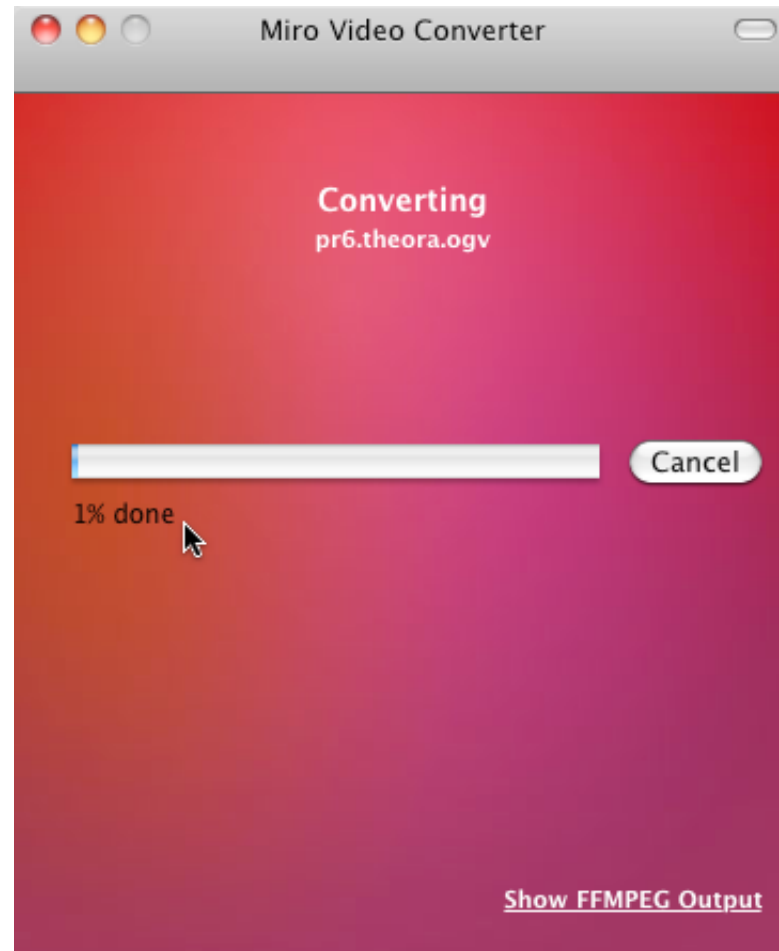 Miro Video Converter
Converting
pr6.theora.ogv
Cancel
1% done
Show FFMPEG Output